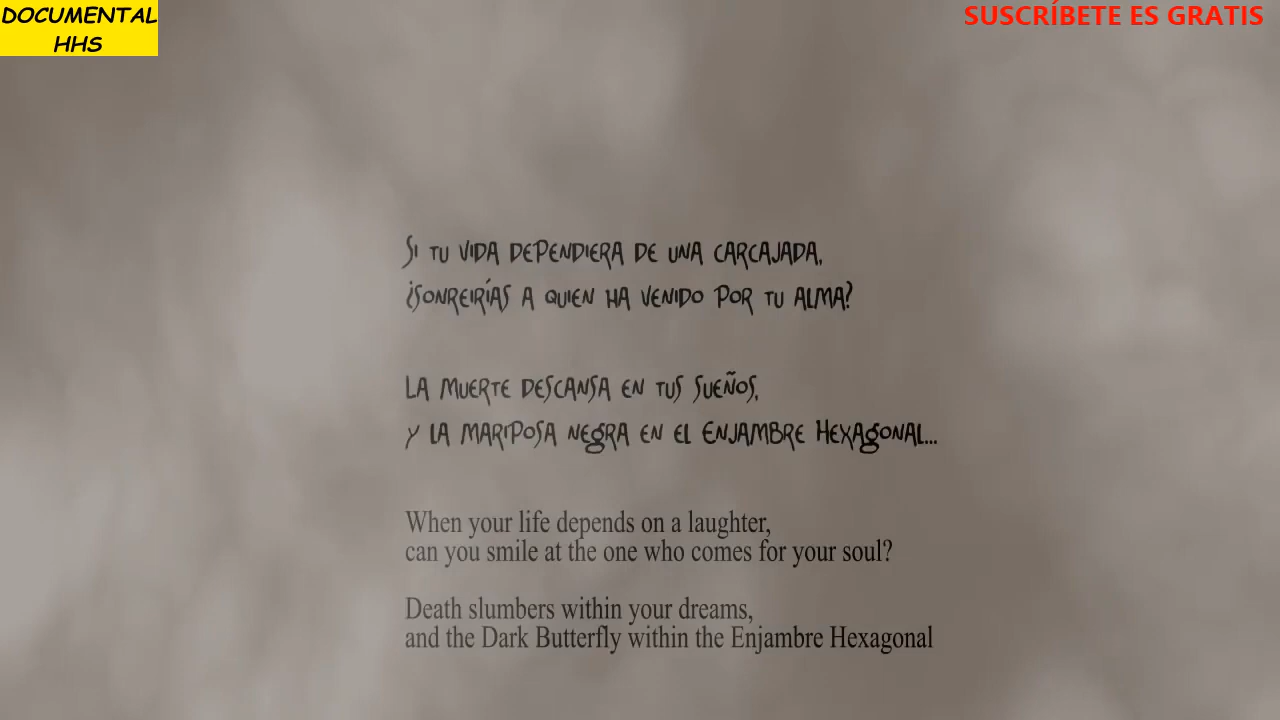 DOCUMENTAL
HHS
SUSCRÍBETE ES GRATIS
Si tu vida dependiera de una carcajada,
¿sonreirías a quien ha venido por tu alma?
La muerte descansa en tus sueños,
y la mariposa negra en el Enjambre Hexagonal...
When your life depends on a laughter,
can you smile at the one who comes for your soul?
Death slumbers within your dreams,
and the Dark Butterfly within the Enjambre Hexagonal